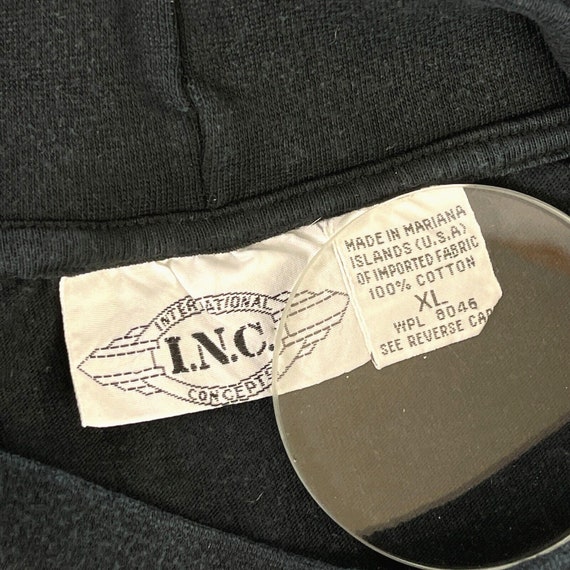 INTERNATIONAL
I.N.C.
CONCEPTS
MADE IN MARIANA
ISLANDS (U.S.A)
OF IMPORTED FABRIC
100% COTTON
XL
WPL 8046
SEE REVERSE CAR